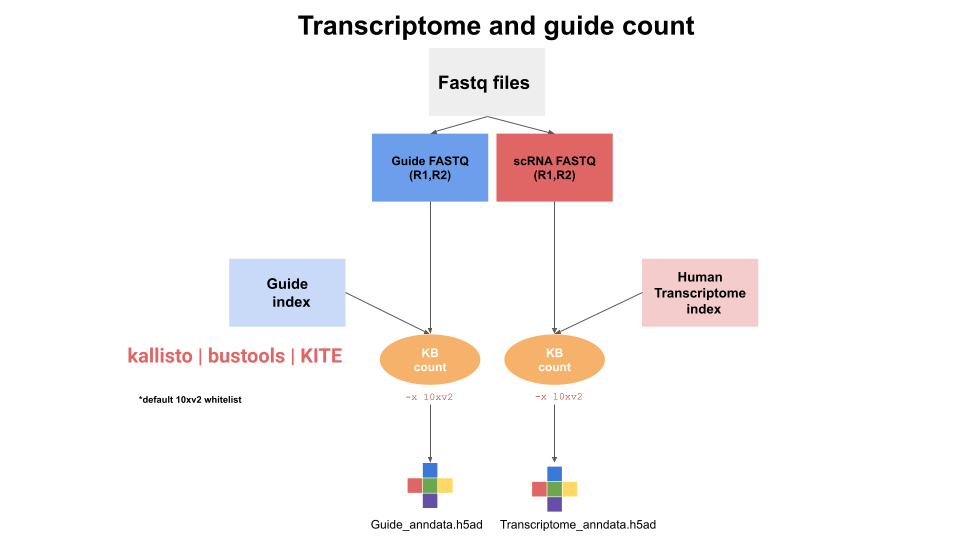 Transcriptome and guide count
Fastq files
Guide FASTQ
(R1,R2)
scRNA FASTQ
(R1,R2)
Guide
index
Human
Transcriptome
index
kallisto | bustools | KITE
KB
count
KB
count
-x 10xv2
-x 10xv2
*default 10xv2 whitelist
Guide_anndata.h5ad
Transcriptome_anndata.h5ad